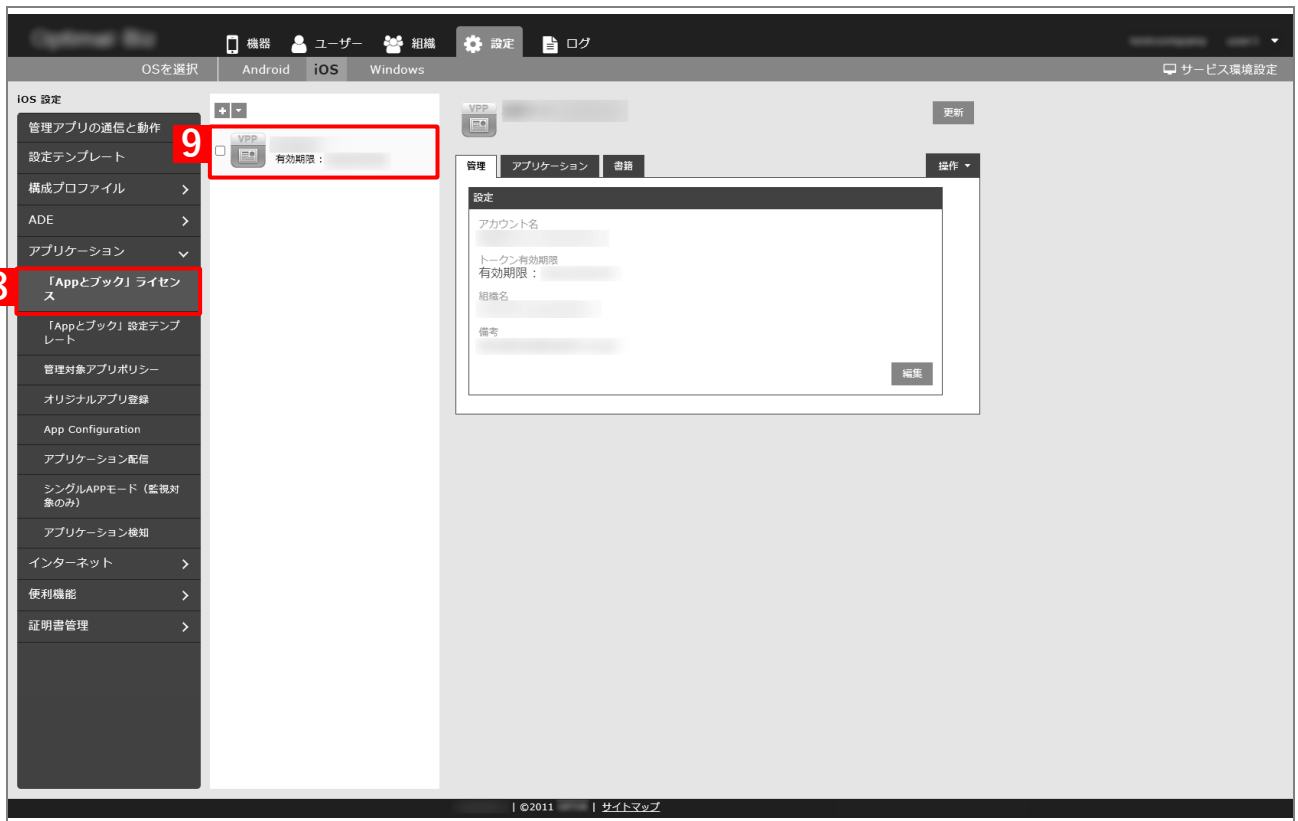 機器 ユーザー 組織 設定 ログ
OSを選択 Android iOS Windows サービス環境設定
iOS 設定
管理アプリの通信と動作
設定テンプレート
構成プロファイル
ADE
アプリケーション
「Appとブック」ライセン
ス
「Appとブック」設定テンプ
レート
管理対象アプリポリシー
オリジナルアプリ登録
App Configuration
アプリケーション配信
シングルAPPモード（監視対
象のみ）
アプリケーション検知
インターネット
便利機能
証明書管理
9
VPP
有効期限：
VPP
更新
管理 アプリケーション 書籍 操作
設定
アカウント名
トークン有効期限
有効期限：
組織名
備考
編集
| ©2011 | サイトマップ